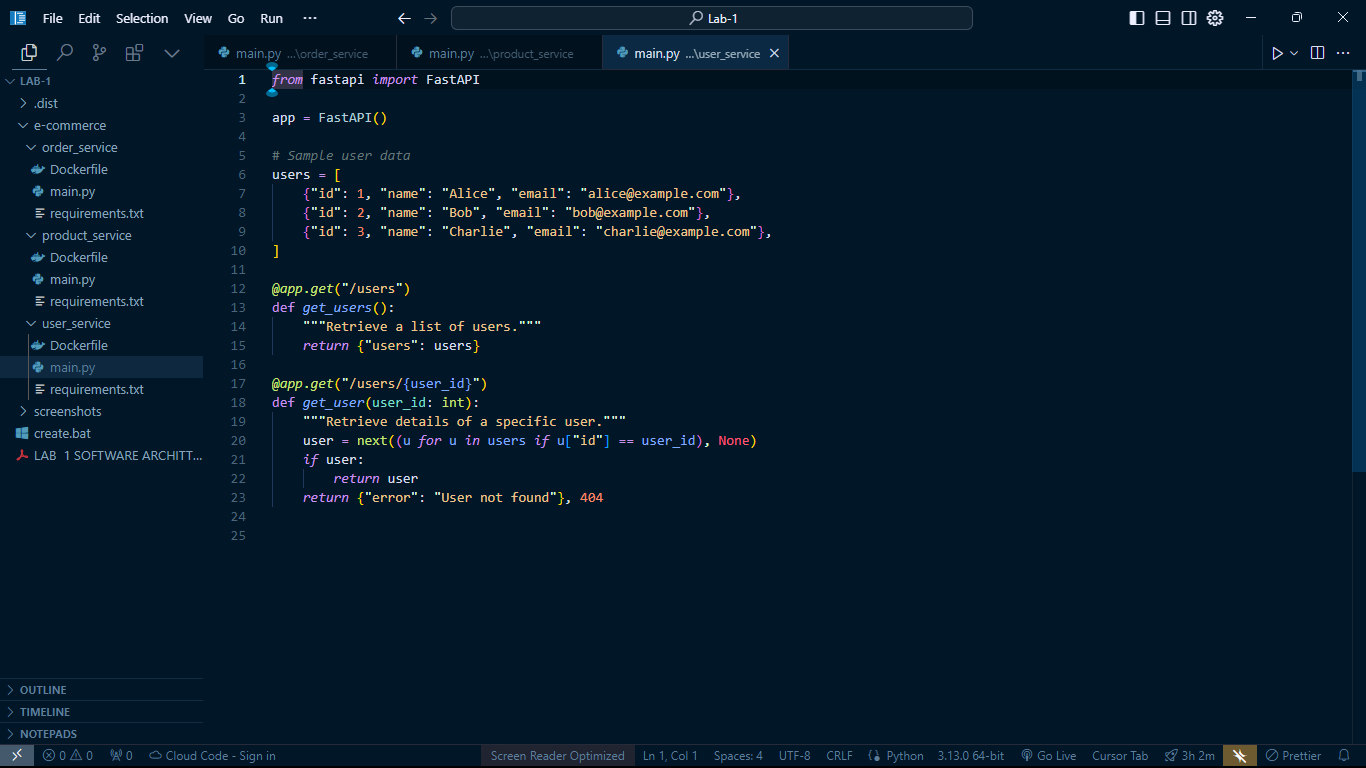 File Edit Selection View Go Run ··· Lab-1
main.py ...\order_service main.py ...\product_service main.py ...\user_service
LAB-1
.dist
e-commerce
order_service
Dockerfile
main.py
requirements.txt
product_service
Dockerfile
main.py
requirements.txt
user_service
Dockerfile
main.py
requirements.txt
screenshots
create.bat
LAB 1 SOFTWARE ARCHITT...
OUTLINE
TIMELINE
NOTEPADS
1 from fastapi import FastAPI
2
3 app = FastAPI()
4
5 # Sample user data
6 users = [
7 {"id": 1, "name": "Alice", "email": "alice@example.com"},
8 {"id": 2, "name": "Bob", "email": "bob@example.com"},
9 {"id": 3, "name": "Charlie", "email": "charlie@example.com"},
10 ]
11
12 @app.get("/users")
13 def get_users():
14 """Retrieve a list of users."""
15 return {"users": users}
16
17 @app.get("/users/{user_id}")
18 def get_user(user_id: int):
19 """Retrieve details of a specific user."""
20 user = next((u for u in users if u["id"] == user_id), None)
21 if user:
22 return user
23 return {"error": "User not found"}, 404
24
25
0 0 0 Cloud Code - Sign in Screen Reader Optimized Ln 1, Col 1 Spaces: 4 UTF-8 CRLF { } Python 3.13.0 64-bit Go Live Cursor Tab 3h 2m Prettier